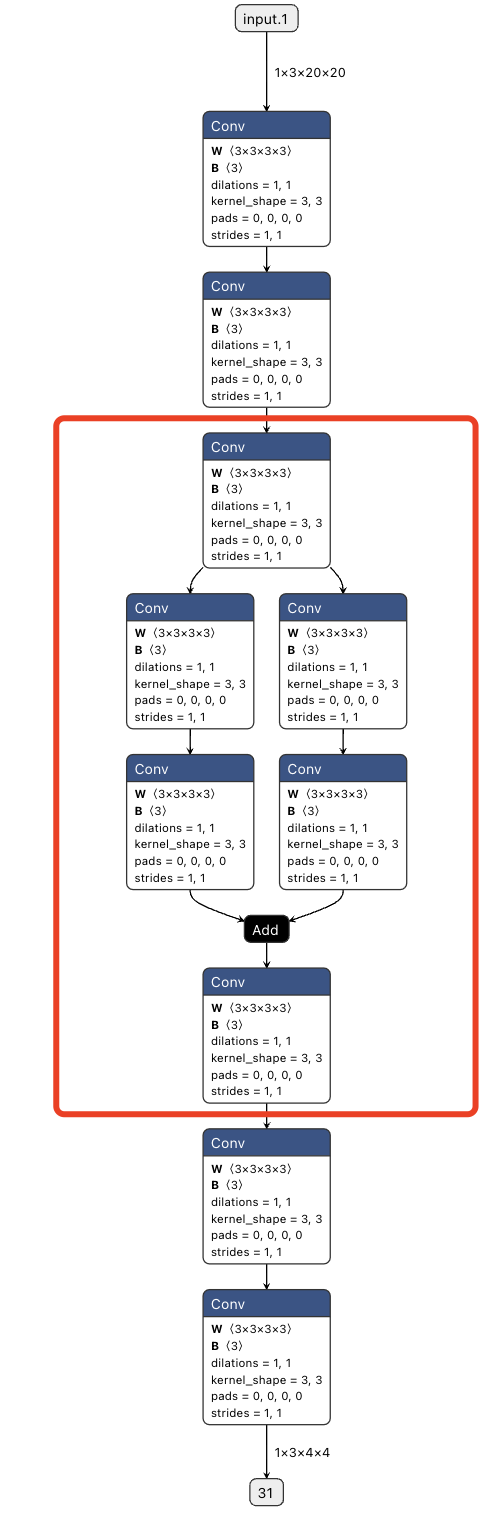 input.1
1×3×20×20
Conv
W ⟨3×3×3×3⟩
B ⟨3⟩
dilations = 1, 1
kernel_shape = 3, 3
pads = 0, 0, 0, 0
strides = 1, 1
Conv
W ⟨3×3×3×3⟩
B ⟨3⟩
dilations = 1, 1
kernel_shape = 3, 3
pads = 0, 0, 0, 0
strides = 1, 1
Conv
W ⟨3×3×3×3⟩
B ⟨3⟩
dilations = 1, 1
kernel_shape = 3, 3
pads = 0, 0, 0, 0
strides = 1, 1
Conv
W ⟨3×3×3×3⟩
B ⟨3⟩
dilations = 1, 1
kernel_shape = 3, 3
pads = 0, 0, 0, 0
strides = 1, 1
Conv
W ⟨3×3×3×3⟩
B ⟨3⟩
dilations = 1, 1
kernel_shape = 3, 3
pads = 0, 0, 0, 0
strides = 1, 1
Conv
W ⟨3×3×3×3⟩
B ⟨3⟩
dilations = 1, 1
kernel_shape = 3, 3
pads = 0, 0, 0, 0
strides = 1, 1
Conv
W ⟨3×3×3×3⟩
B ⟨3⟩
dilations = 1, 1
kernel_shape = 3, 3
pads = 0, 0, 0, 0
strides = 1, 1
Add
Conv
W ⟨3×3×3×3⟩
B ⟨3⟩
dilations = 1, 1
kernel_shape = 3, 3
pads = 0, 0, 0, 0
strides = 1, 1
Conv
W ⟨3×3×3×3⟩
B ⟨3⟩
dilations = 1, 1
kernel_shape = 3, 3
pads = 0, 0, 0, 0
strides = 1, 1
Conv
W ⟨3×3×3×3⟩
B ⟨3⟩
dilations = 1, 1
kernel_shape = 3, 3
pads = 0, 0, 0, 0
strides = 1, 1
1×3×4×4
31